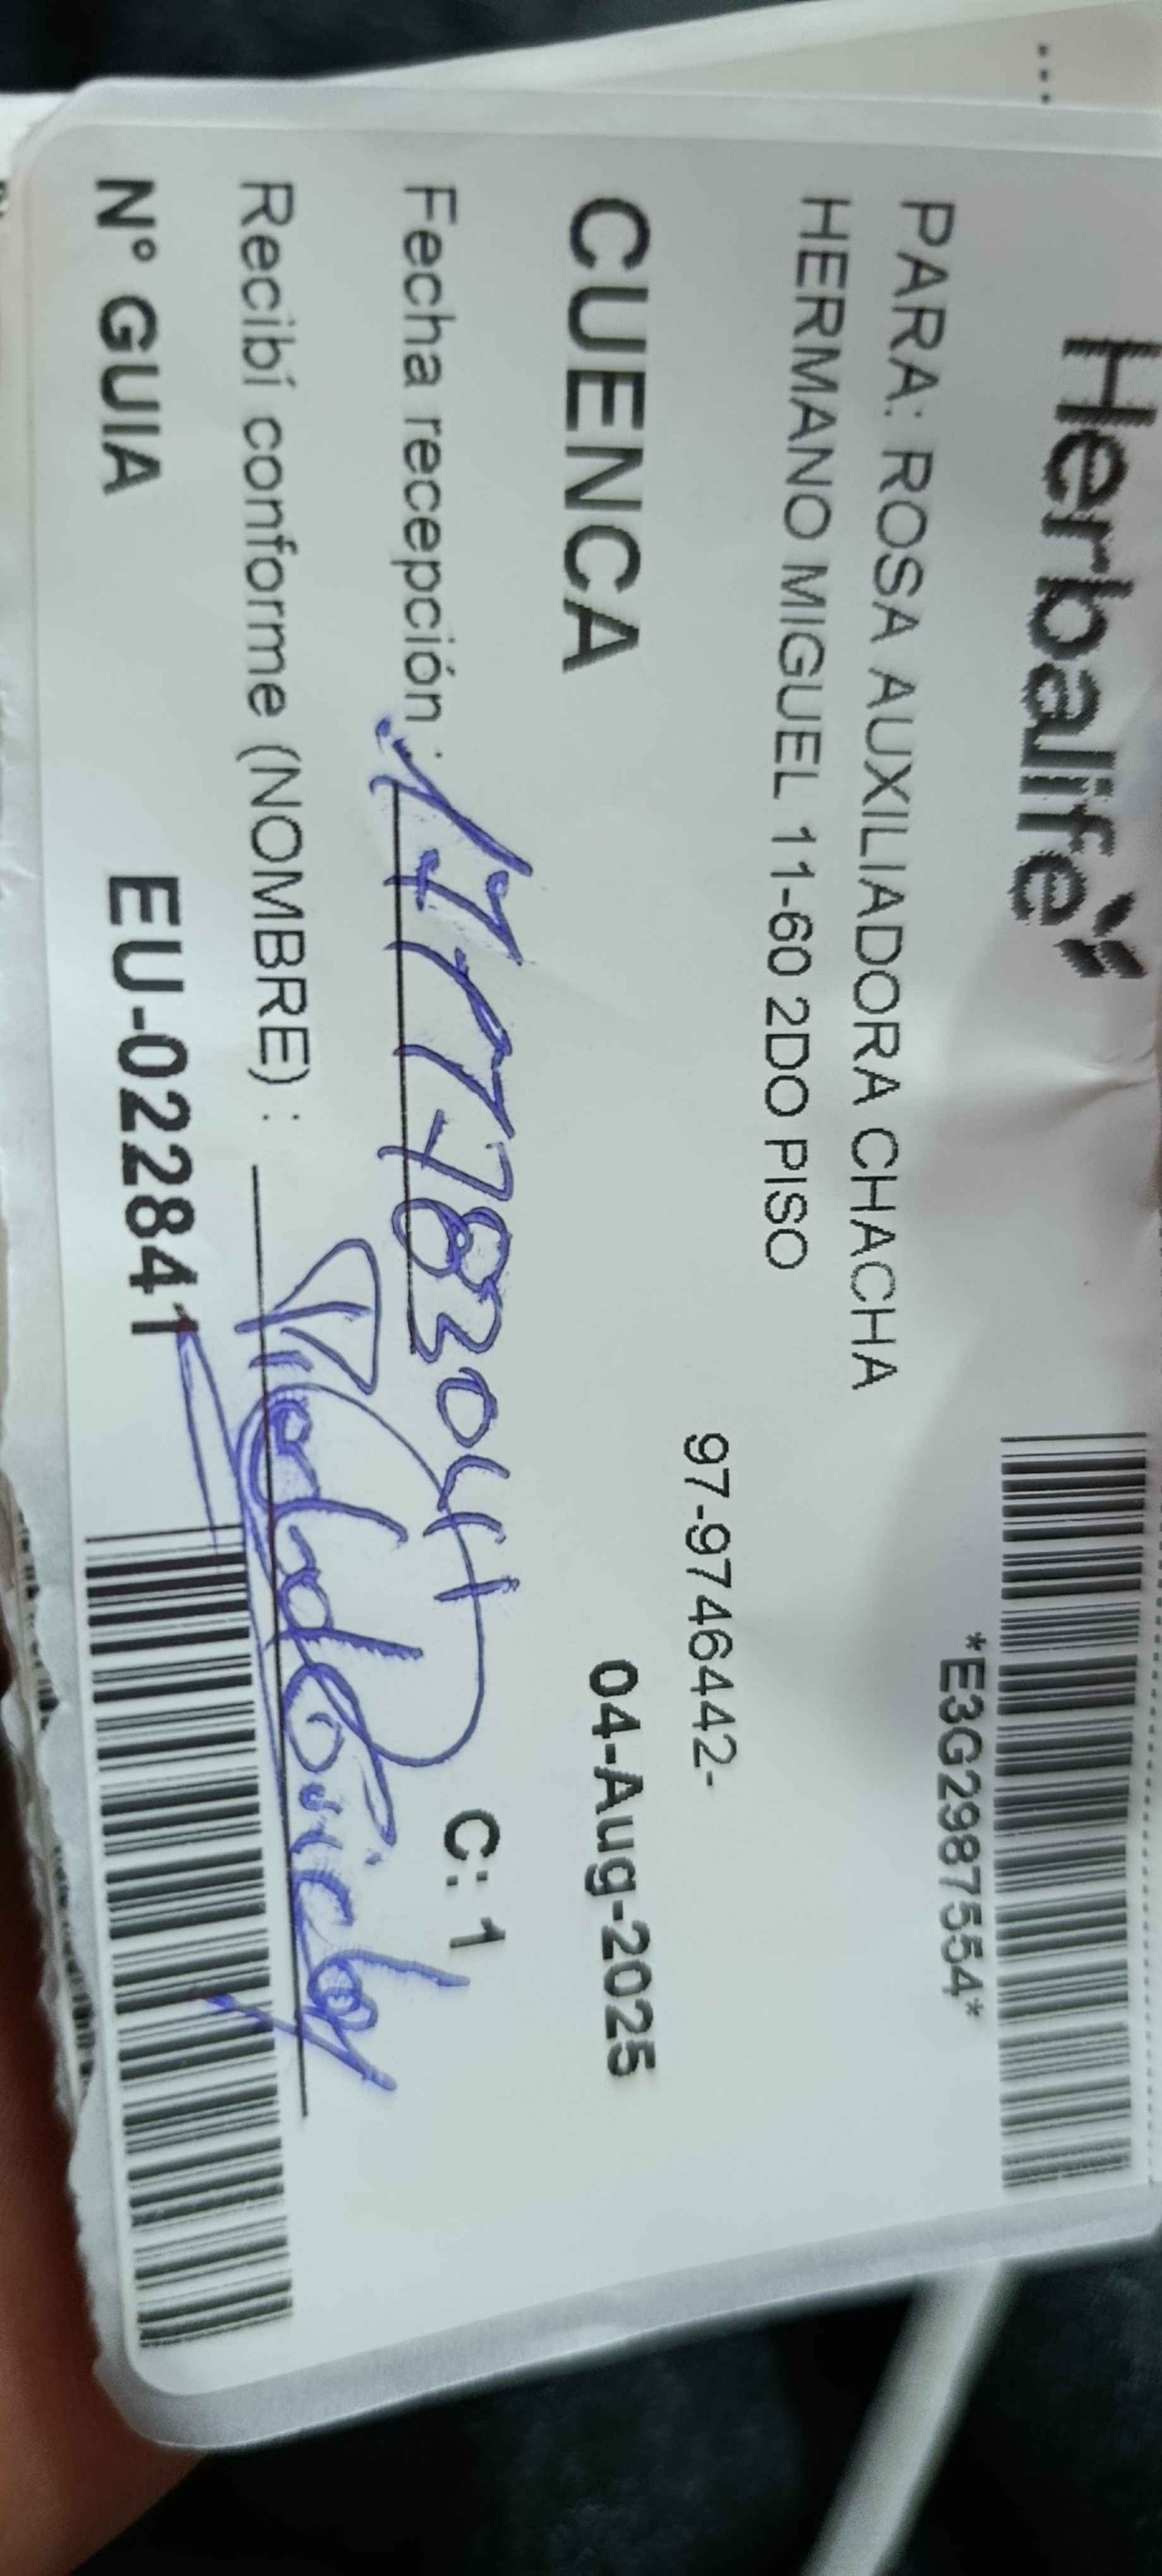 Herbalife
*E3G2987554*
PARA: ROSA AUXILIADORA CHACHA
HERMANO MIGUEL 11-60 2DO PISO
97-9746442-
CUENCA 04-Aug-2025
Fecha recepción :
C: 1
Recibí conforme (NOMBRE) :
N° GUIA EU-022841